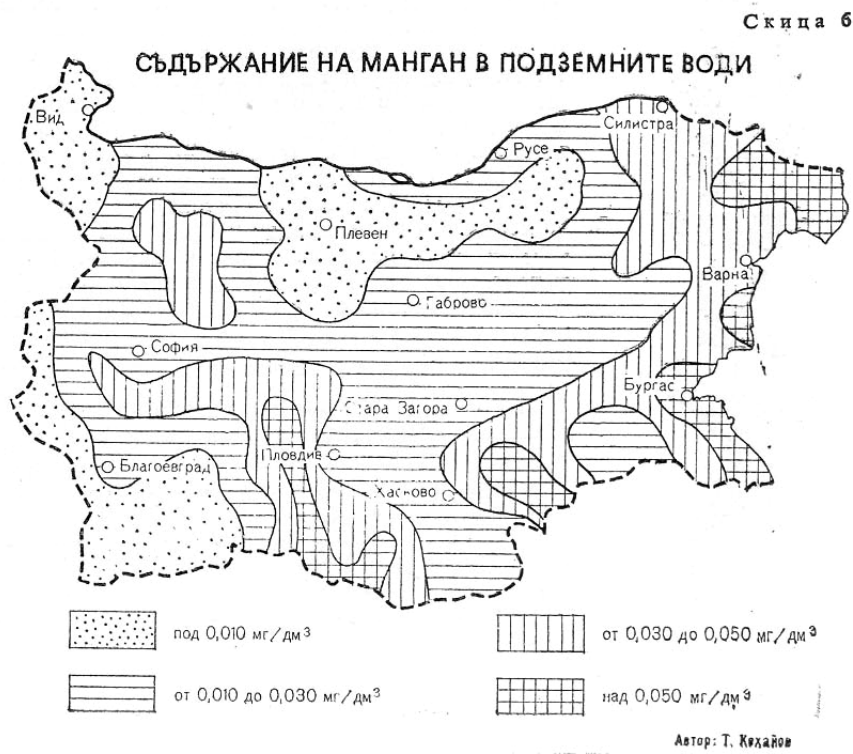 Скица 6
СЪДЪРЖАНИЕ НА МАНГАН В ПОДЗЕМНИТЕ ВОДИ
Вид
Силистра
Русе
Плевен
Варна
Габрово
София
Бургас
Стара Загора
Пловдив
Благоевград
Хасково
под 0,010 мг/дм³
от 0,030 до 0,050 мг/дм³
от 0,010 до 0,030 мг/дм³
над 0,050 мг/дм³
Автор: Т. Кехайов